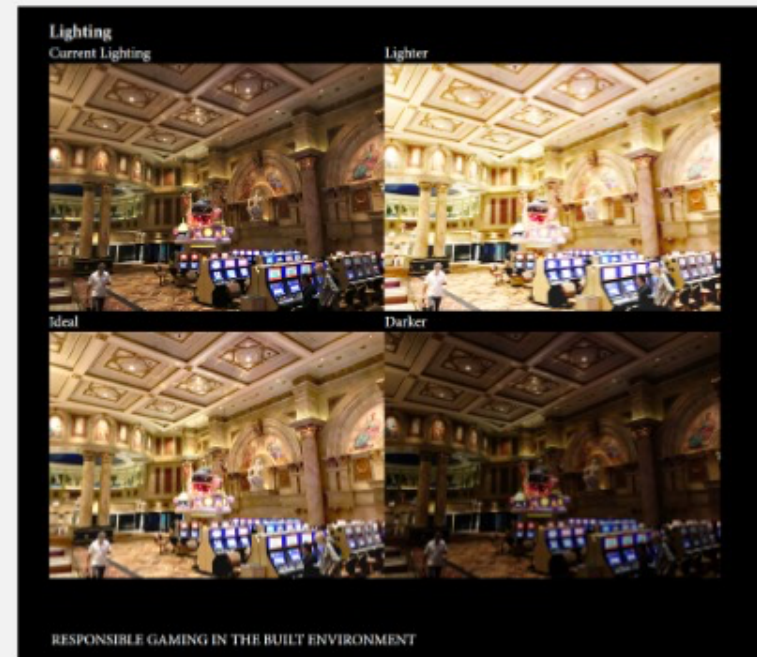 Lighting
Current Lighting
Lighter
Ideal
Darker
RESPONSIBLE GAMING IN THE BUILT ENVIRONMENT